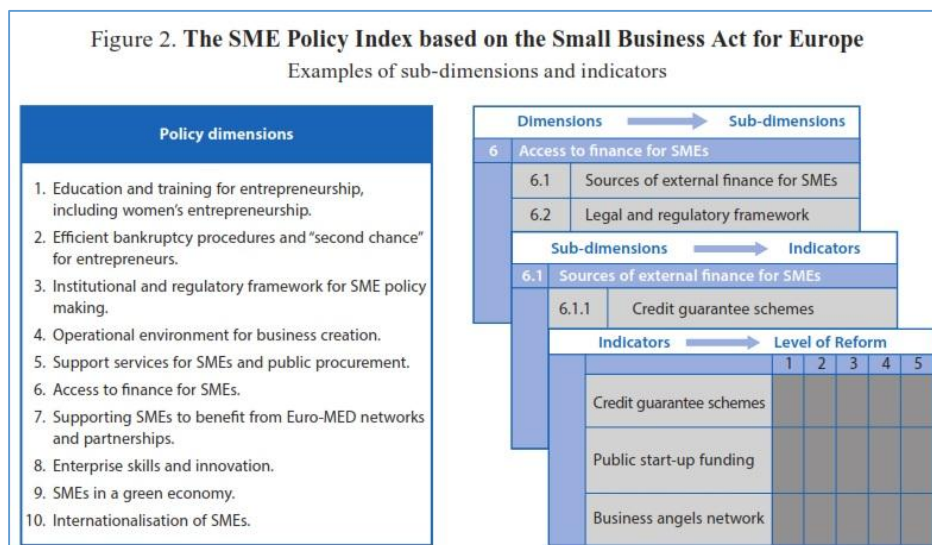 Figure 2. The SME Policy Index based on the Small Business Act for Europe
Examples of sub-dimensions and indicators
Policy dimensions
1. Education and training for entrepreneurship,
including women's entrepreneurship.
2. Efficient bankruptcy procedures and "second chance"
for entrepreneurs.
3. Institutional and regulatory framework for SME policy
making.
4. Operational environment for business creation.
5. Support services for SMEs and public procurement.
6. Access to finance for SMEs.
7. Supporting SMEs to benefit from Euro-MED networks
and partnerships.
8. Enterprise skills and innovation.
9. SMEs in a green economy.
10. Internationalisation of SMEs.
Dimensions Sub-dimensions
6 Access to finance for SMEs
6.1 Sources of external finance for SMEs
6.2 Legal and regulatory framework
Sub-dimensions Indicators
6.1 Sources of external finance for SMEs
6.1.1 Credit guarantee schemes
Indicators Level of Reform
1 2 3 4 5
Credit guarantee schemes
Public start-up funding
Business angels network